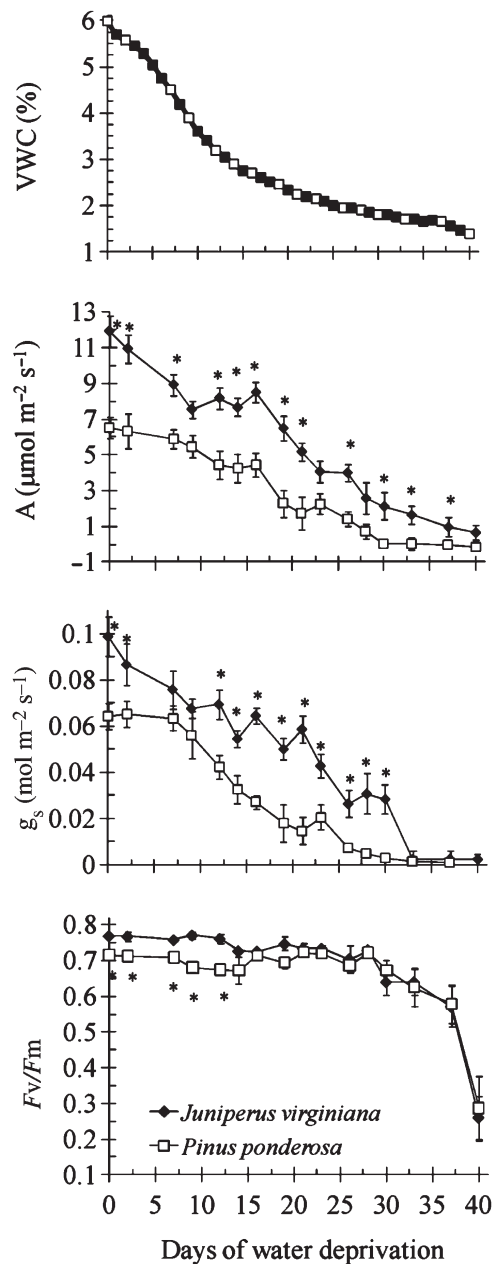 VWC (%)
6
5
4
3
2
1
A (µmol m⁻² s⁻¹)
13
11
9
7
5
3
1
−1
* * * * * * * * * * * *
gₛ (mol m⁻² s⁻¹)
0.1
0.08
0.06
0.04
0.02
0
* * * * * * * * * * *
Fv/Fm
0.8
0.7
0.6
0.5
0.4
0.3
0.2
0.1
* * * * *
Juniperus virginiana
Pinus ponderosa
0 5 10 15 20 25 30 35 40
Days of water deprivation